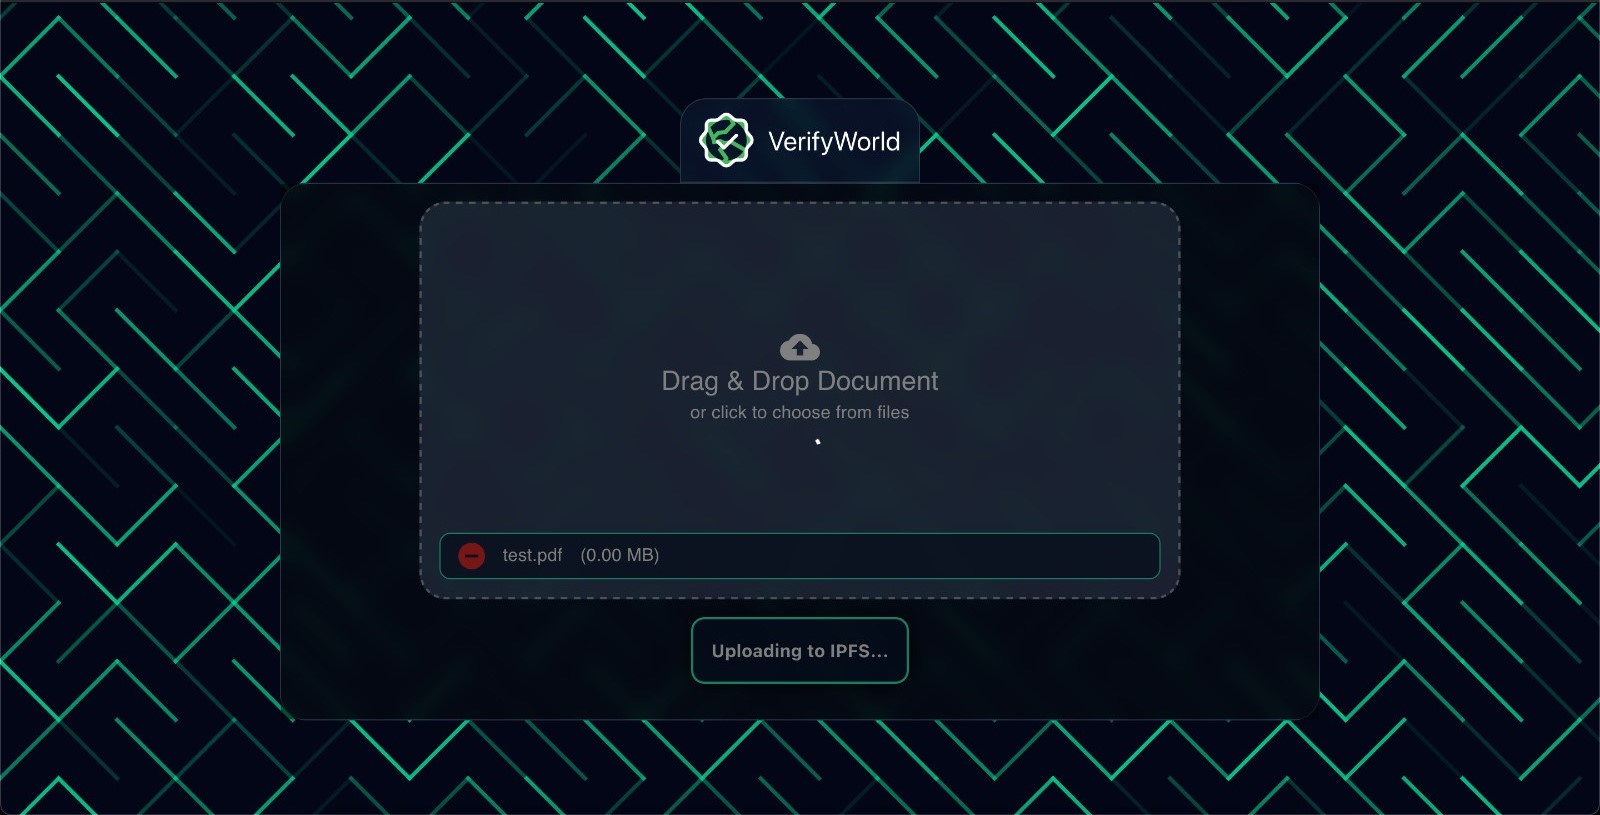 VerifyWorld
Drag & Drop Document
or click to choose from files
test.pdf (0.00 MB)
Uploading to IPFS...